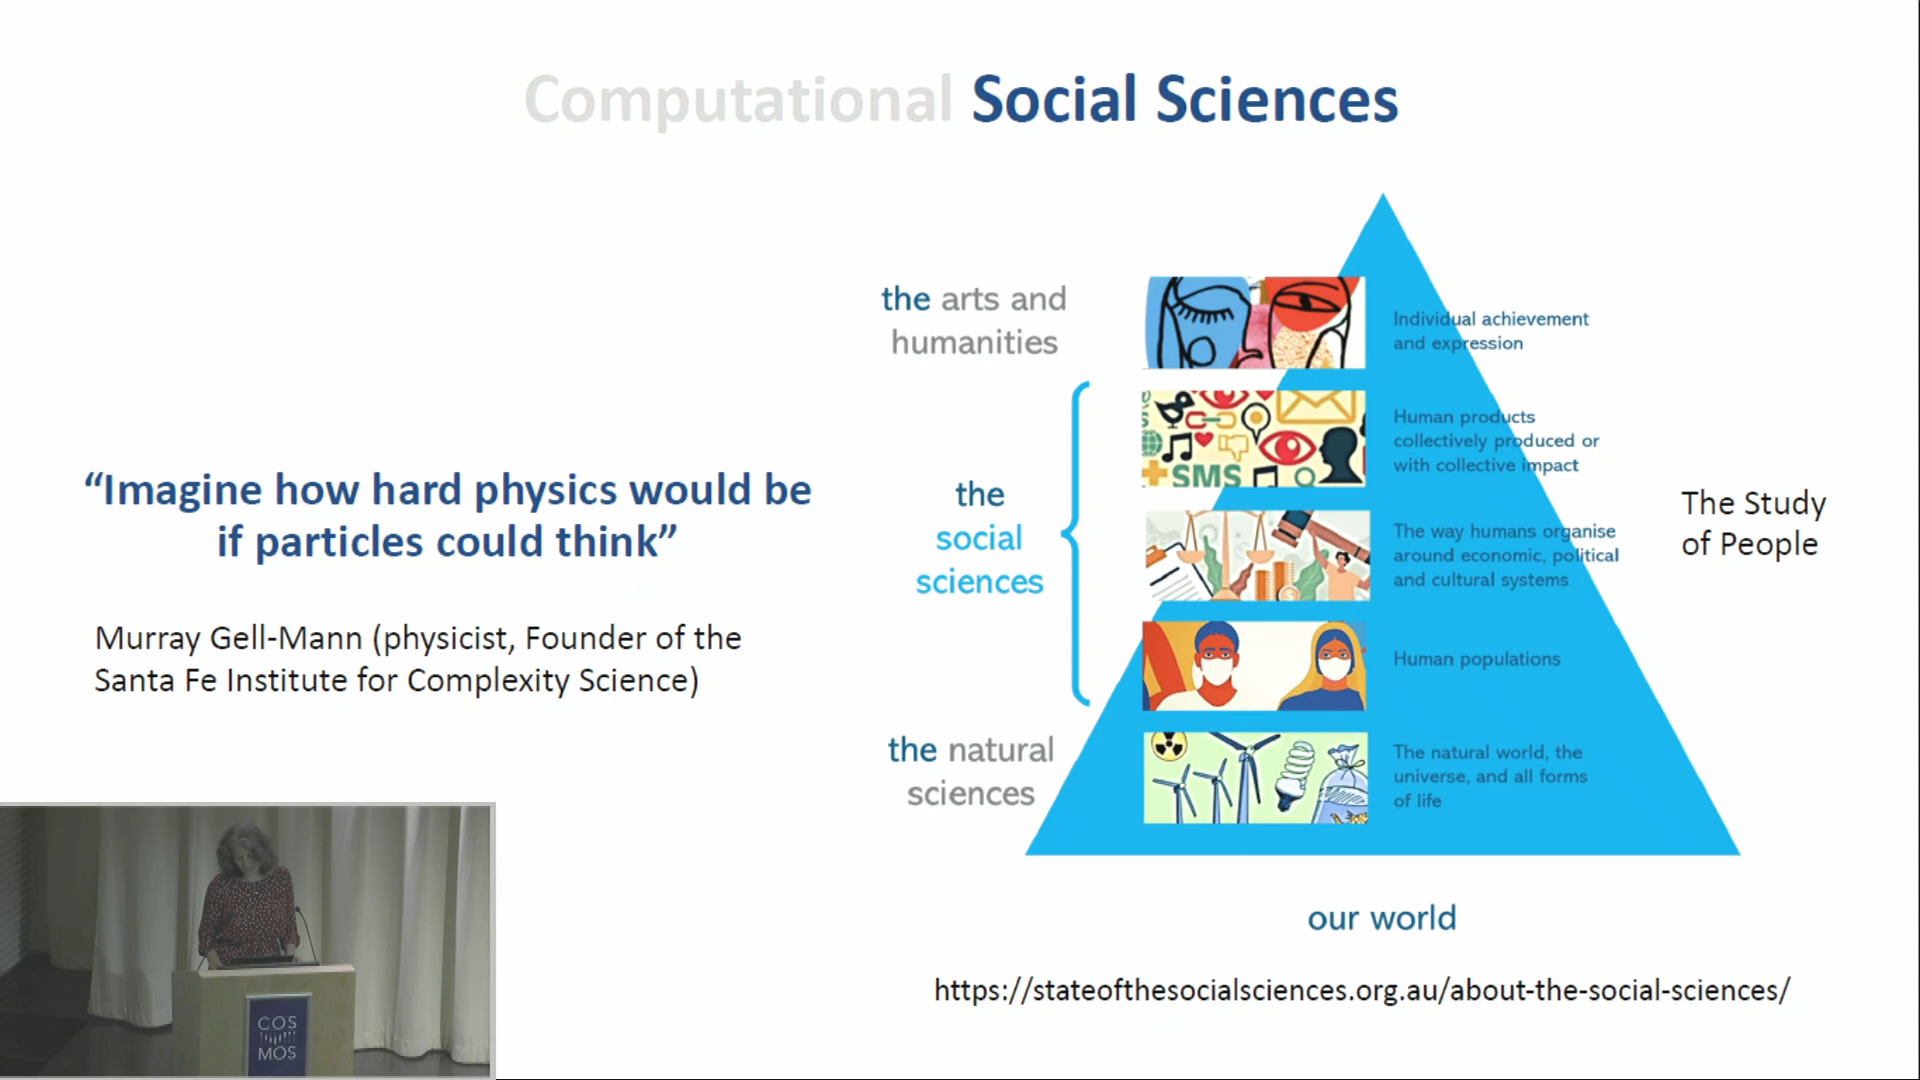 Computational Social Sciences
“Imagine how hard physics would be
if particles could think”
Murray Gell-Mann (physicist, Founder of the
Santa Fe Institute for Complexity Science)
the arts and
humanities
the
social
sciences
the natural
sciences
SMS
Individual achievement
and expression
Human products
collectively produced or
with collective impact
The way humans organise
around economic, political
and cultural systems
Human populations
The natural world, the
universe, and all forms
of life
The Study
of People
our world
https://stateofthesocialsciences.org.au/about-the-social-sciences/
COS
MOS